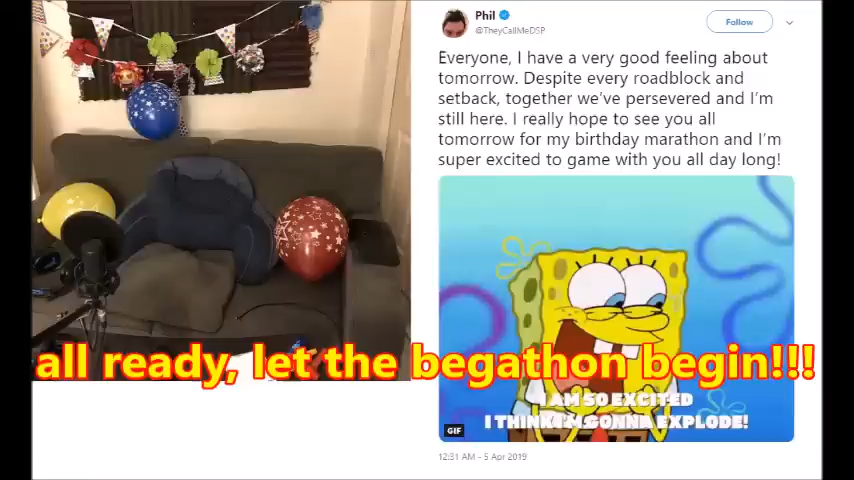 Phil
@TheyCallMeDSP
Follow
Everyone, I have a very good feeling about
tomorrow. Despite every roadblock and
setback, together we've persevered and I'm
still here. I really hope to see you all
tomorrow for my birthday marathon and I'm
super excited to game with you all day long!
all ready, let the begathon begin!!!
I AM SO EXCITED
I THINK I'M GONNA EXPLODE!
GIF
12:31 AM - 5 Apr 2019